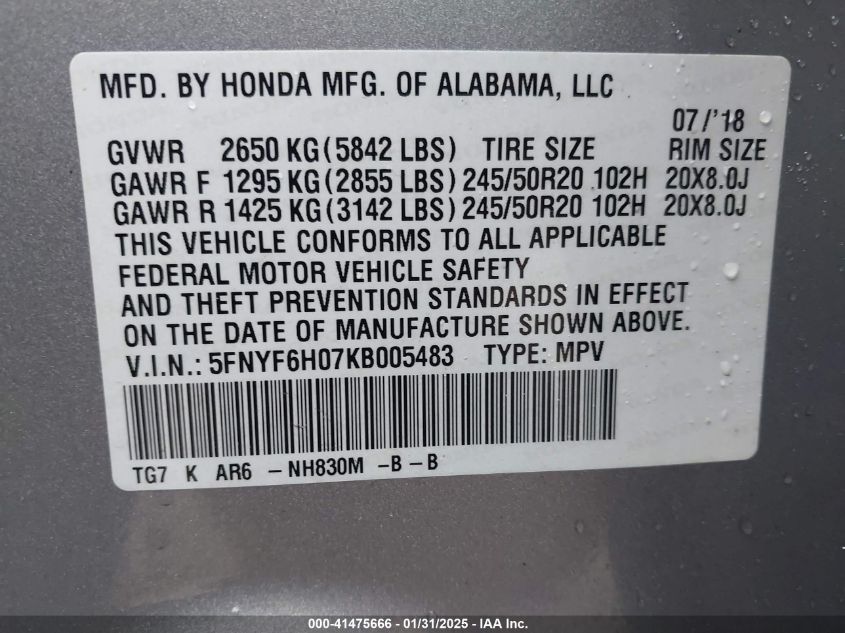 MFD. BY HONDA MFG. OF ALABAMA, LLC
07/'18
GVWR 2650 KG(5842 LBS) TIRE SIZE RIM SIZE
GAWR F 1295 KG(2855 LBS) 245/50R20 102H 20X8.0J
GAWR R 1425 KG(3142 LBS) 245/50R20 102H 20X8.0J
THIS VEHICLE CONFORMS TO ALL APPLICABLE
FEDERAL MOTOR VEHICLE SAFETY
AND THEFT PREVENTION STANDARDS IN EFFECT
ON THE DATE OF MANUFACTURE SHOWN ABOVE.
V.I.N.: 5FNYF6H07KB005483 TYPE: MPV
TG7 K AR6 -NH830M -B-B
000-41475666 - 01/31/2025 - IAA, Inc.